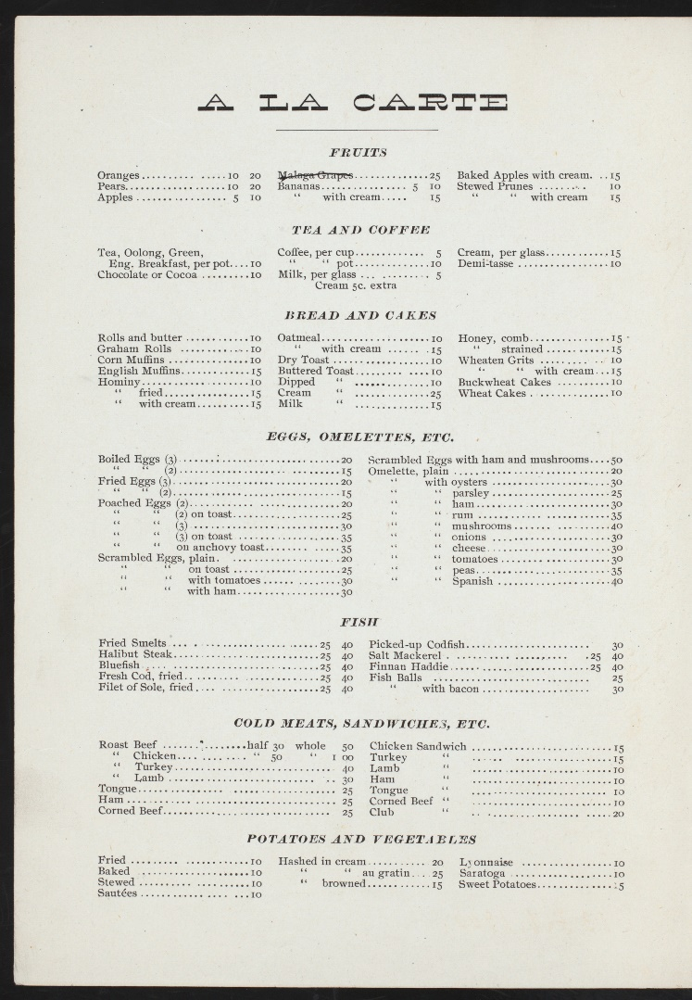 A LA CARTE
FRUITS
Oranges 10 20
Pears 10 20
Apples 5 10
Malaga Grapes 25
Bananas 5 10
" with cream 15
Baked Apples with cream 15
Stewed Prunes 10
" " with cream 15
TEA AND COFFEE
Tea, Oolong, Green,
Eng. Breakfast, per pot 10
Chocolate or Cocoa 10
Coffee, per cup 5
" " pot 10
Milk, per glass 5
Cream 5c. extra
Cream, per glass 15
Demi-tasse 10
BREAD AND CAKES
Rolls and butter 10
Graham Rolls 10
Corn Muffins 10
English Muffins 15
Hominy 10
" fried 15
" with cream 15
Oatmeal 10
" with cream 15
Dry Toast 10
Buttered Toast 10
Dipped " 10
Cream " 25
Milk " 15
Honey, comb 15
" strained 15
Wheaten Grits 10
" " with cream 15
Buckwheat Cakes 10
Wheat Cakes 10
EGGS, OMELETTES, ETC.
Boiled Eggs (3) 20
" " (2) 15
Fried Eggs (3) 20
" " (2) 15
Poached Eggs (2) 20
" " (2) on toast 25
" " (3) 30
" " (3) on toast 35
" " on anchovy toast 35
Scrambled Eggs, plain 20
" " on toast 25
" " with tomatoes 30
" " with ham 30
Scrambled Eggs with ham and mushrooms 50
Omelette, plain 20
" with oysters 30
" " parsley 25
" " ham 30
" " rum 35
" " mushrooms 40
" " onions 30
" " cheese 30
" " tomatoes 30
" " peas 35
" " Spanish 40
FISH
Fried Smelts 25 40
Halibut Steak 25 40
Bluefish 25 40
Fresh Cod, fried 25 40
Filet of Sole, fried 25 40
Picked-up Codfish 30
Salt Mackerel 25 40
Finnan Haddie 25 40
Fish Balls 25
" with bacon 30
COLD MEATS, SANDWICHES, ETC.
Roast Beef half 30 whole 50
" Chicken " 50 " 1 00
" Turkey 40
" Lamb 30
Tongue 25
Ham 25
Corned Beef 25
Chicken Sandwich 15
Turkey " 15
Lamb " 10
Ham " 10
Tongue " 10
Corned Beef " 10
Club " 20
POTATOES AND VEGETABLES
Fried 10
Baked 10
Stewed 10
Sautées 10
Hashed in cream 20
" " au gratin 25
" browned 15
Lyonnaise 10
Saratoga 10
Sweet Potatoes 15